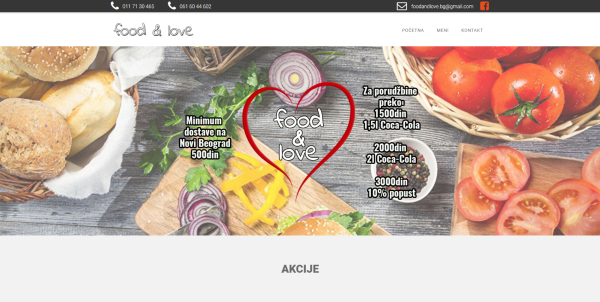 011 71 30 465 061 60 44 602 foodandlove.bg@gmail.com
food & love POČETNA MENI KONTAKT
Minimum
dostave na
Novi Beograd
500din
food
&
love
Za porudžbine
preko:
1500din
1,5l Coca-Cola
2000din
2l Coca-Cola
3000din
10% popust
AKCIJE